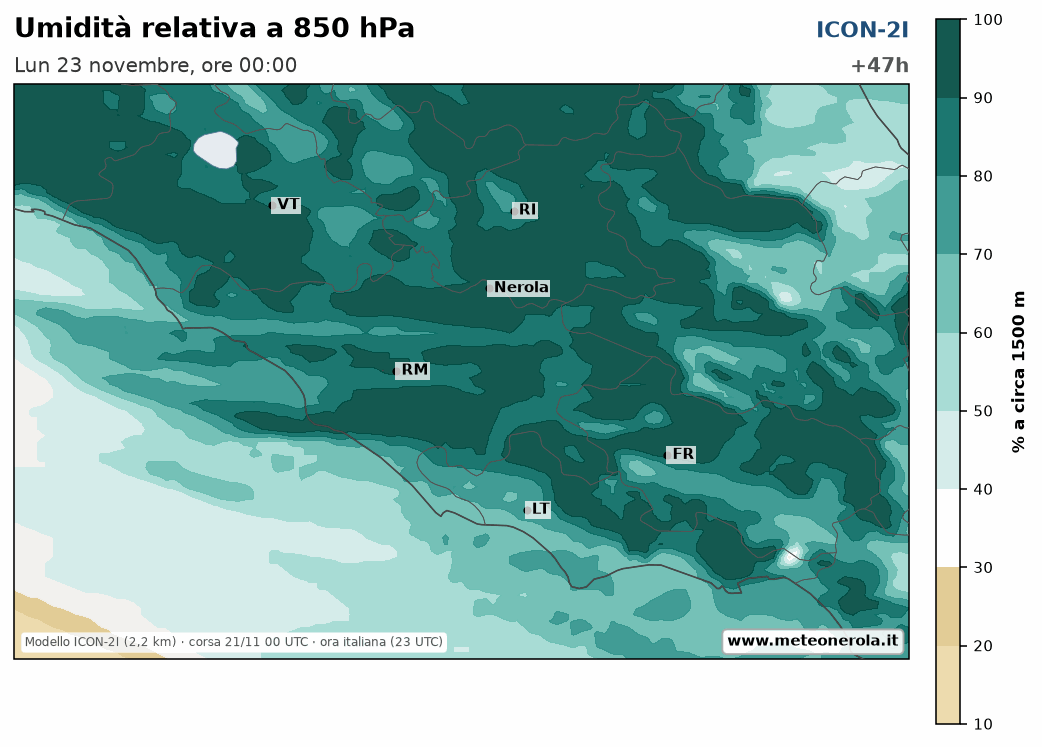 Umidità relativa a 850 hPa
ICON-2I
Lun 23 novembre, ore 00:00
+47h
VT
RI
Nerola
RM
FR
LT
Modello ICON-2I (2,2 km) · corsa 21/11 00 UTC · ora italiana (23 UTC)
www.meteonerola.it
100
90
80
70
60
50
40
30
20
10
% a circa 1500 m